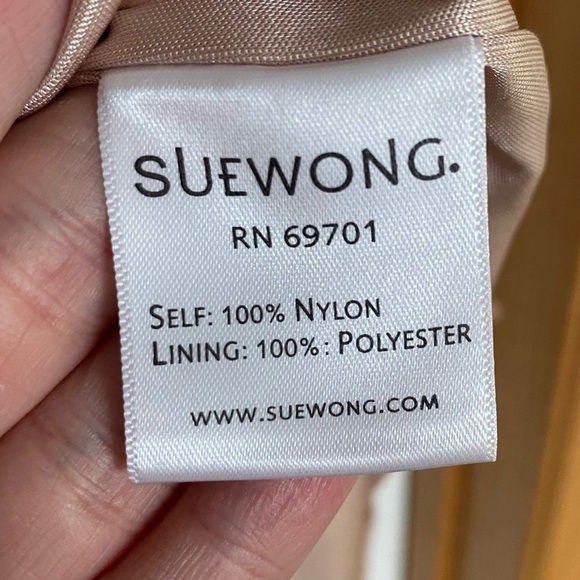 SUEWONG.
RN 69701
SELF: 100% NYLON
LINING: 100%: POLYESTER
WWW.SUEWONG.COM